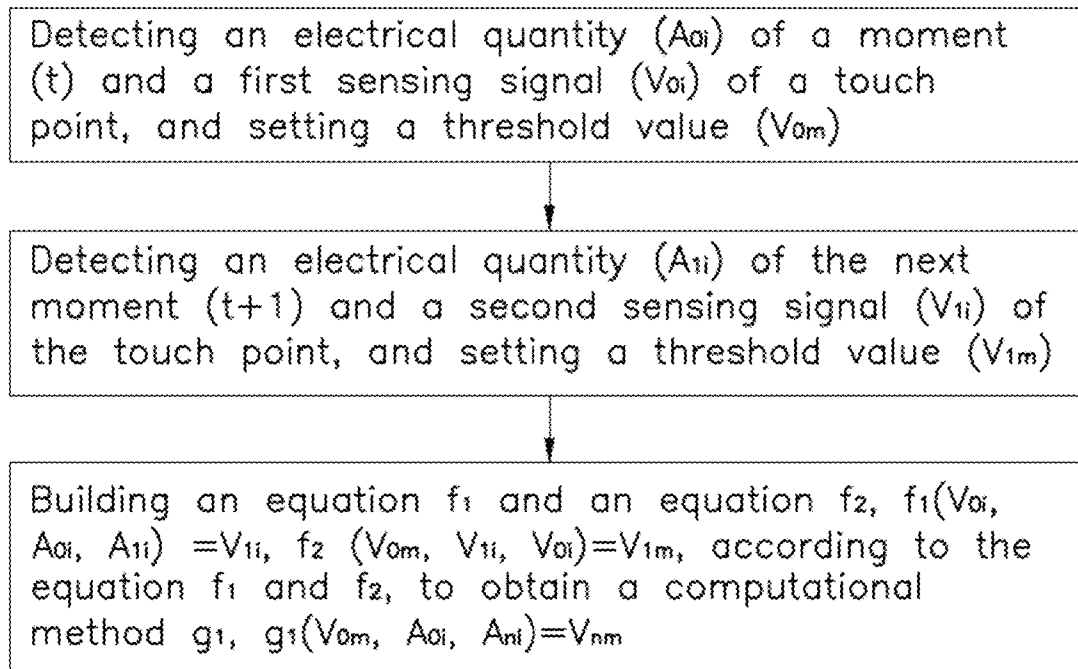 Detecting an electrical quantity (A0i) of a moment
(t) and a first sensing signal (V0i) of a touch
point, and setting a threshold value (V0m)
Detecting an electrical quantity (A1i) of the next
moment (t+1) and a second sensing signal (V1i) of
the touch point, and setting a threshold value (V1m)
Building an equation f1 and an equation f2, f1(V0i,
A0i, A1i) =V1i, f2 (V0m, V1i, V0i)=V1m, according to the
equation f1 and f2, to obtain a computational
method g1, g1(V0m, A0i, Ani)=Vnm